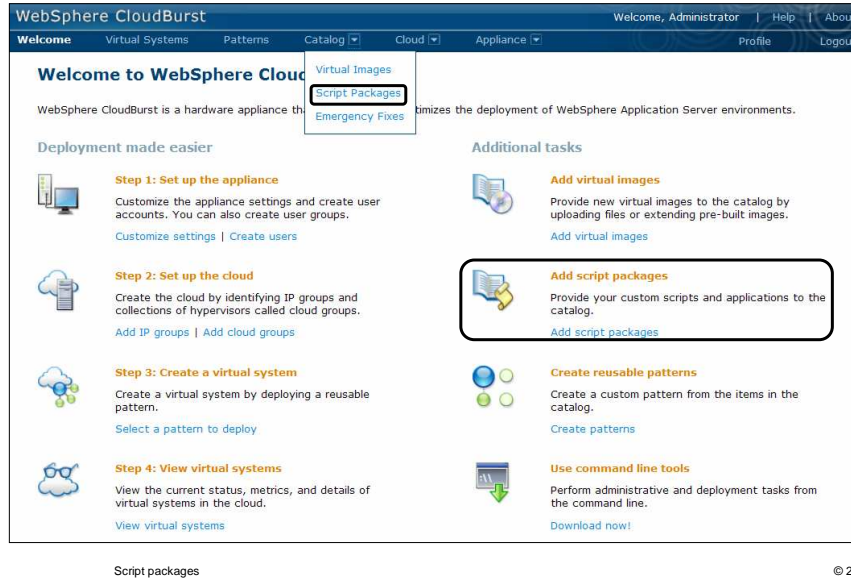 WebSphere CloudBurst
Welcome, Administrator | Help | Abou
Welcome Virtual Systems Patterns Catalog Cloud Appliance Profile Logou
Virtual Images
Script Packages
Emergency Fixes
Welcome to WebSphere Clou
WebSphere CloudBurst is a hardware appliance tha timizes the deployment of WebSphere Application Server environments.
Deployment made easier
Step 1: Set up the appliance
Customize the appliance settings and create user
accounts. You can also create user groups.
Customize settings | Create users
Step 2: Set up the cloud
Create the cloud by identifying IP groups and
collections of hypervisors called cloud groups.
Add IP groups | Add cloud groups
Step 3: Create a virtual system
Create a virtual system by deploying a reusable
pattern.
Select a pattern to deploy
Step 4: View virtual systems
View the current status, metrics, and details of
virtual systems in the cloud.
View virtual systems
Additional tasks
Add virtual images
Provide new virtual images to the catalog by
uploading files or extending pre-built images.
Add virtual images
Add script packages
Provide your custom scripts and applications to the
catalog.
Add script packages
Create reusable patterns
Create a custom pattern from the items in the
catalog.
Create patterns
Use command line tools
Perform administrative and deployment tasks from
the command line.
Download now!
Script packages
© 2